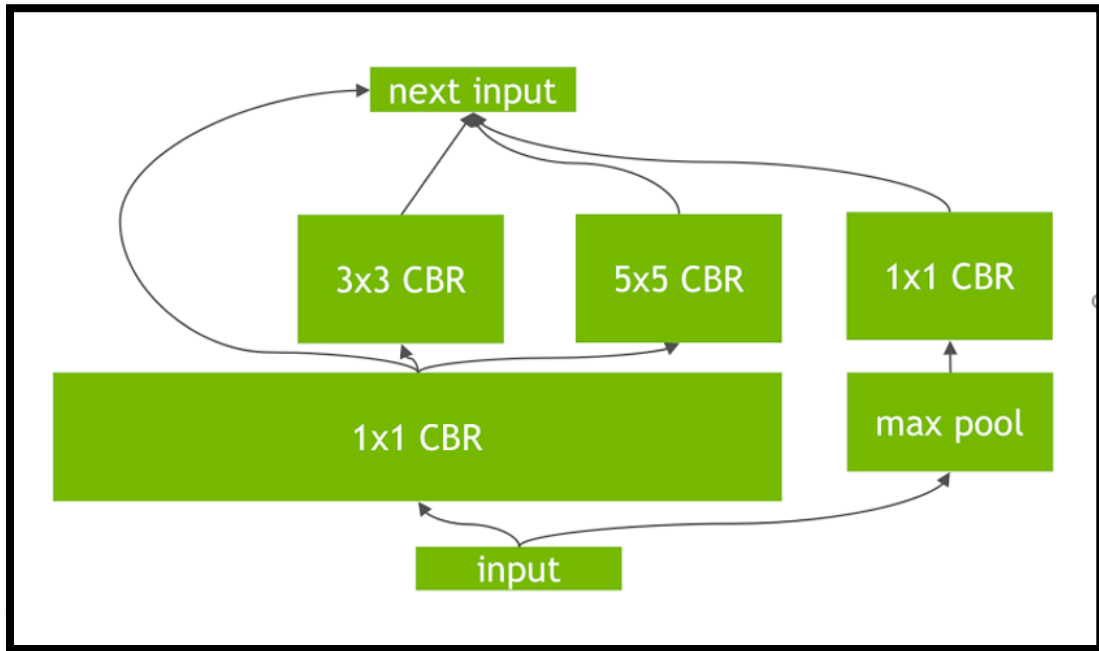 next input
3x3 CBR
5x5 CBR
1x1 CBR
1x1 CBR
max pool
input